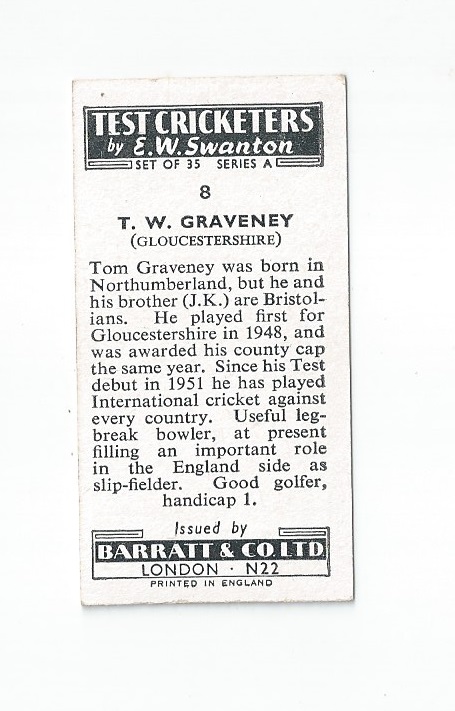 TEST CRICKETERS
by E.W. Swanton
SET OF 35 SERIES A
8
T. W. GRAVENEY
(GLOUCESTERSHIRE)
Tom Graveney was born in
Northumberland, but he and
his brother (J.K.) are Bristol-
ians. He played first for
Gloucestershire in 1948, and
was awarded his county cap
the same year. Since his Test
debut in 1951 he has played
International cricket against
every country. Useful leg-
break bowler, at present
filling an important role
in the England side as
slip-fielder. Good golfer,
handicap 1.
Issued by
BARRATT & CO LTD
LONDON · N22
PRINTED IN ENGLAND